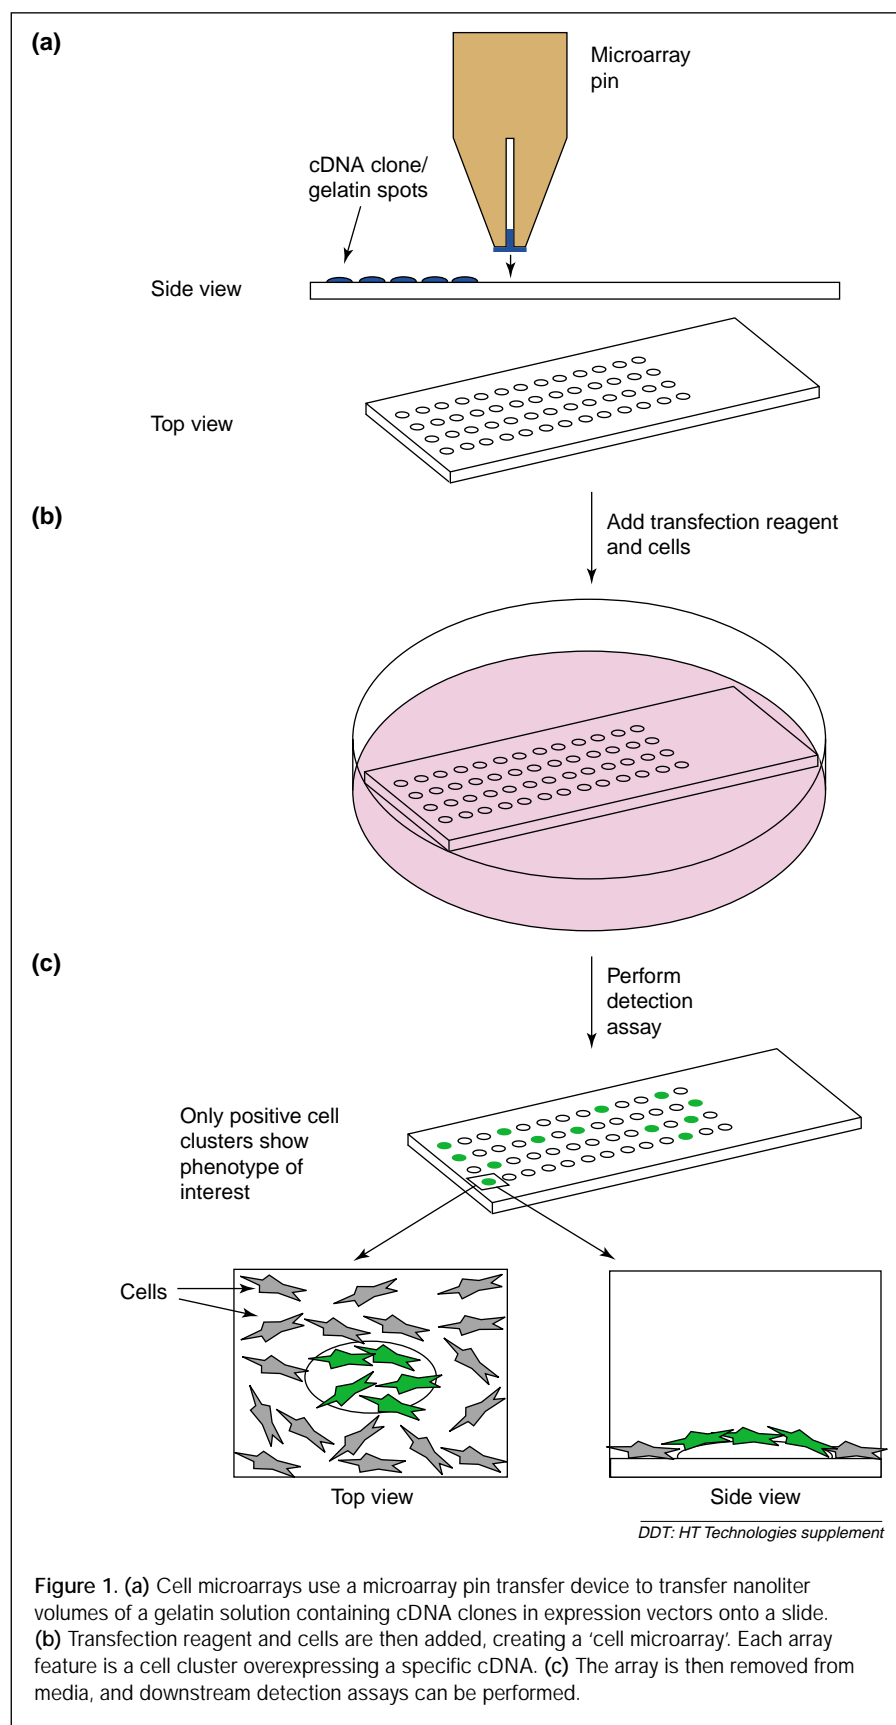 (a)
Microarray
pin
cDNA clone/
gelatin spots
Side view
Top view
(b)
Add transfection reagent
and cells
(c)
Perform
detection
assay
Only positive cell
clusters show
phenotype of
interest
Cells
Top view
Side view
DDT: HT Technologies supplement
Figure 1. (a) Cell microarrays use a microarray pin transfer device to transfer nanoliter
volumes of a gelatin solution containing cDNA clones in expression vectors onto a slide.
(b) Transfection reagent and cells are then added, creating a ‘cell microarray’. Each array
feature is a cell cluster overexpressing a specific cDNA. (c) The array is then removed from
media, and downstream detection assays can be performed.